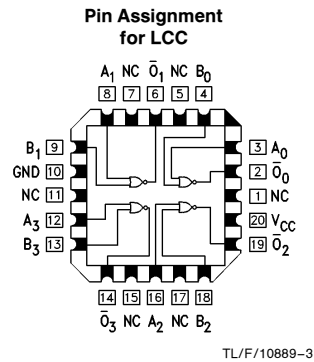 Pin Assignment
for LCC
A1 NC Ō1 NC B0
8 7 6 5 4
B1 9
GND 10
NC 11
A3 12
B3 13
3 A0
2 Ō0
1 NC
20 VCC
19 Ō2
14 15 16 17 18
Ō3 NC A2 NC B2
TL/F/10889–3